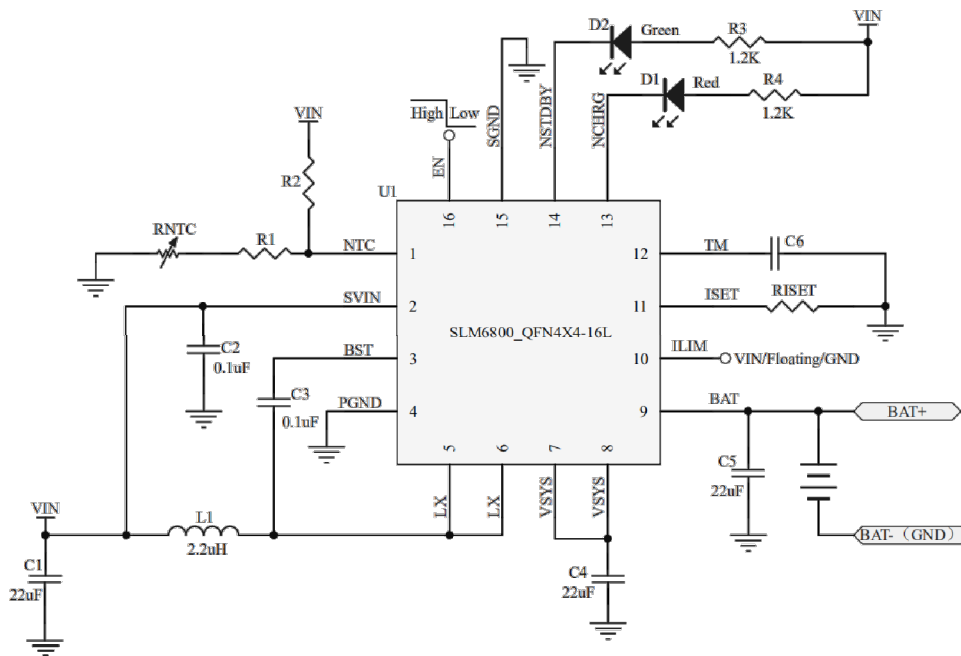 D2
Green
R3
1.2K
VIN
D1
Red
R4
1.2K
High
Low
SGND
NSTDBY
NCHRG
VIN
EN
R2
U1
16
15
14
13
RNTC
R1
NTC
1
12
TM
C6
SVIN
2
11
ISET
RISET
SLM6800_QFN4X4-16L
C2
0.1uF
BST
3
10
ILIM
VIN/Floating/GND
C3
0.1uF
PGND
4
9
BAT
BAT+
5
6
7
8
C5
22uF
LX
LX
VSYS
VSYS
VIN
L1
2.2uH
BAT-（GND）
C1
22uF
C4
22uF